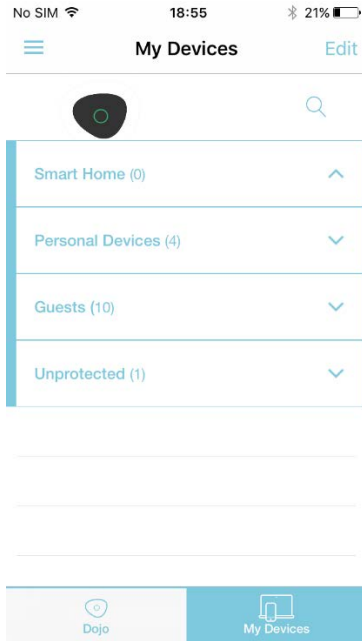 No SIM 18:55 21%
My Devices Edit
Smart Home (0)
Personal Devices (4)
Guests (10)
Unprotected (1)
Dojo My Devices